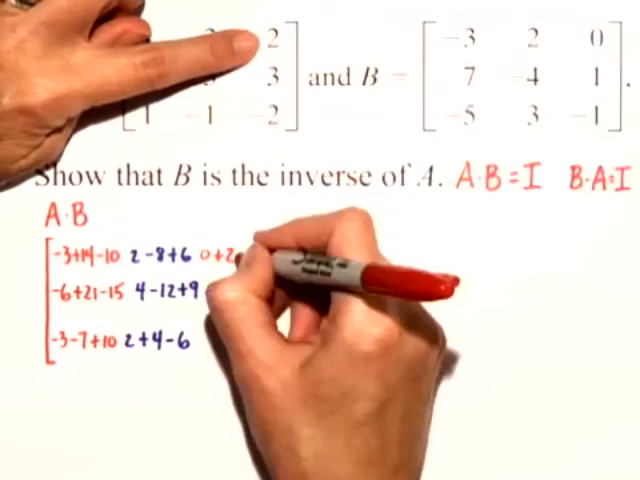 2 ⎤ ⎡ -3 2 0 ⎤
3 and B = 7 -4 1 .
1 -1 -2 ⎦ ⎣ -5 3 -1 ⎦
Show that B is the inverse of A. A·B=I B·A=I
A·B
-3+14-10 2-8+6 0+2
-6+21-15 4-12+9
-3-7+10 2+4-6